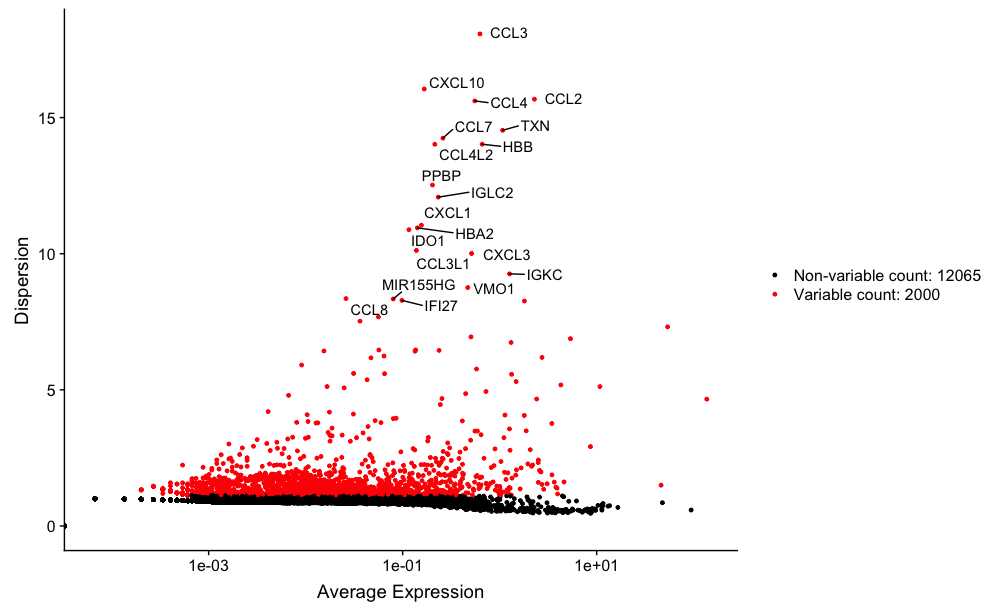 CCL3
CXCL10
CCL4
CCL2
CCL7
TXN
CCL4L2
HBB
PPBP
IGLC2
CXCL1
IDO1
HBA2
CCL3L1
CXCL3
IGKC
MIR155HG
VMO1
CCL8
IFI27
15
10
5
0
Dispersion
1e-03
1e-01
1e+01
Average Expression
Non-variable count: 12065
Variable count: 2000